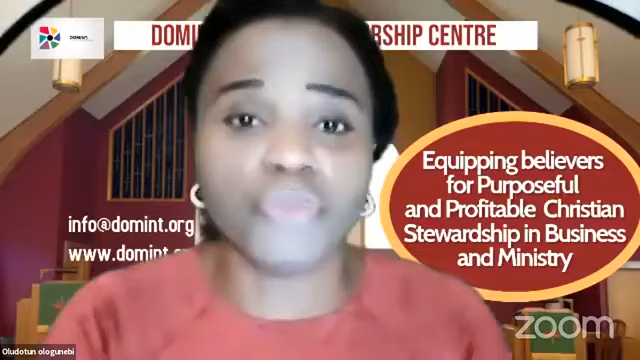 DOMINT
RSHIP CENTRE
Equipping believers
for Purposeful
and Profitable Christian
Stewardship in Business
and Ministry
info@domint.org
www.domint.
zoom
Oludotun ologunebi